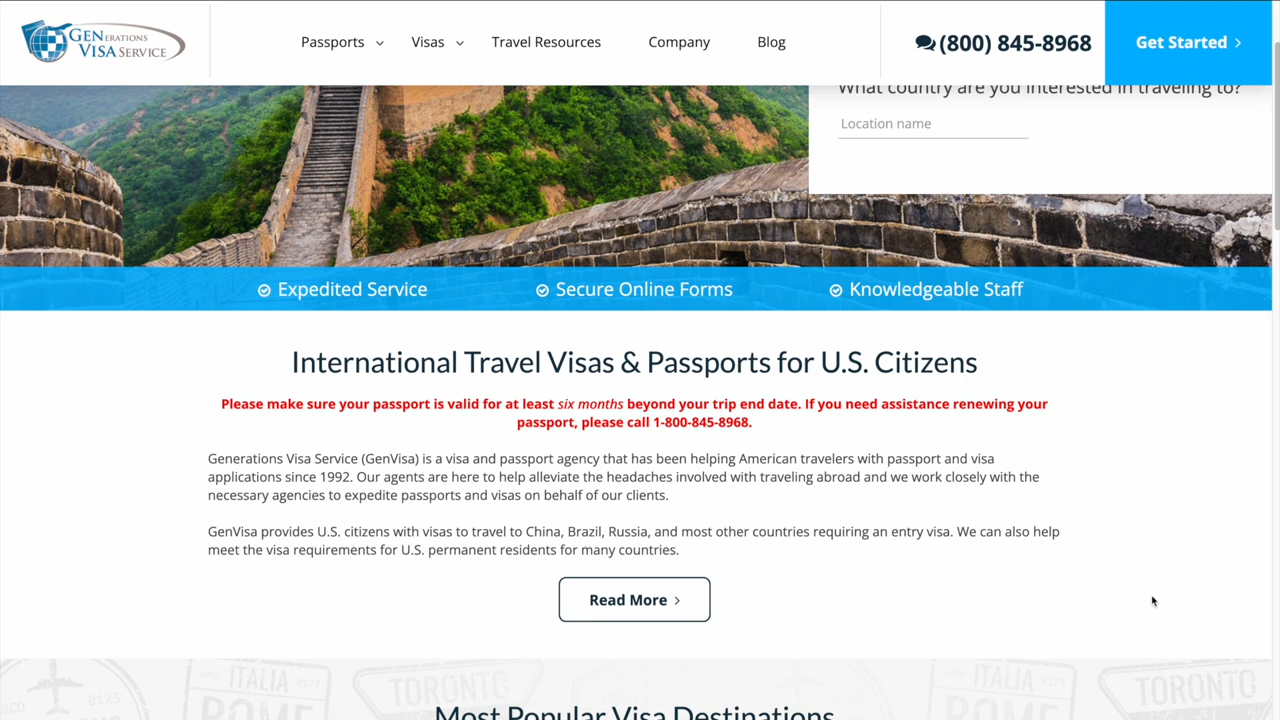 GENERATIONS
VISA SERVICE
Passports
Visas
Travel Resources
Company
Blog
(800) 845-8968
Get Started
What country are you interested in traveling to?
Location name
Expedited Service
Secure Online Forms
Knowledgeable Staff
International Travel Visas & Passports for U.S. Citizens
Please make sure your passport is valid for at least six months beyond your trip end date. If you need assistance renewing your
passport, please call 1-800-845-8968.
Generations Visa Service (GenVisa) is a visa and passport agency that has been helping American travelers with passport and visa
applications since 1992. Our agents are here to help alleviate the headaches involved with traveling abroad and we work closely with the
necessary agencies to expedite passports and visas on behalf of our clients.
GenVisa provides U.S. citizens with visas to travel to China, Brazil, Russia, and most other countries requiring an entry visa. We can also help
meet the visa requirements for U.S. permanent residents for many countries.
Read More
ITALIA
ROME
TORONTO
ITALIA
ROME
TORONTO
Most Popular Visa Destinations